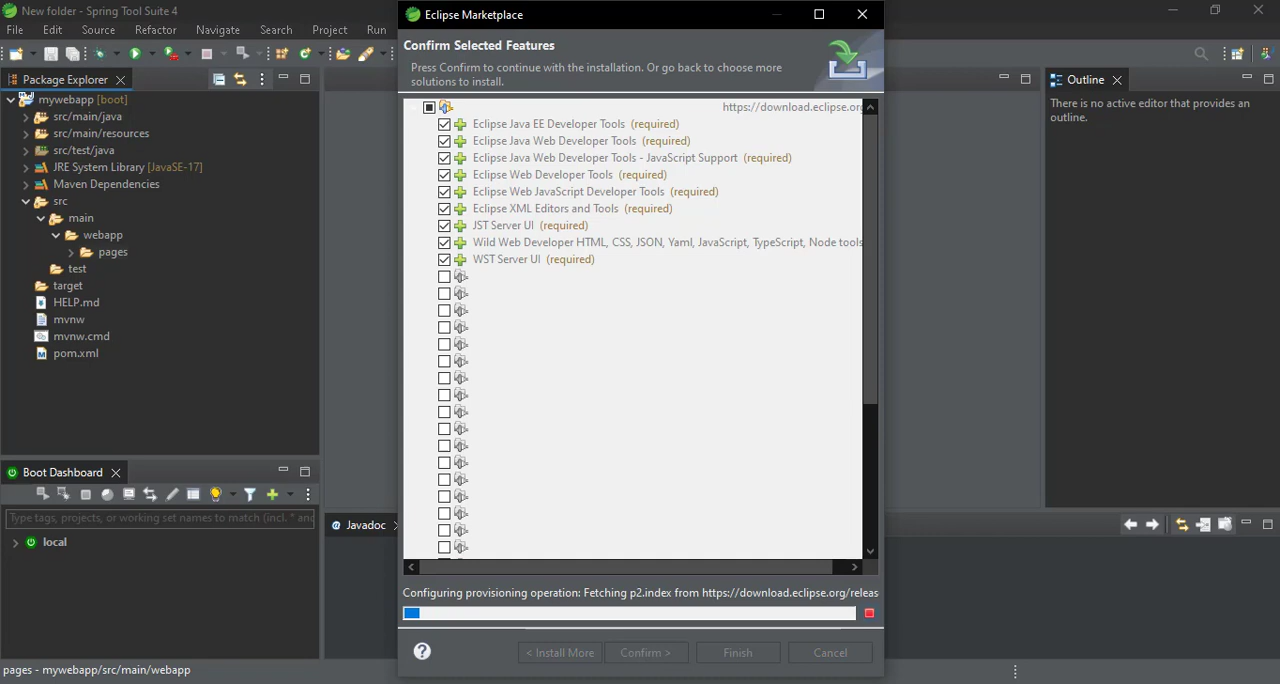 New folder - Spring Tool Suite 4
File Edit Source Refactor Navigate Search Project Run
Package Explorer
mywebapp [boot]
src/main/java
src/main/resources
src/test/java
JRE System Library [JavaSE-17]
Maven Dependencies
src
main
webapp
pages
test
target
HELP.md
mvnw
mvnw.cmd
pom.xml
Boot Dashboard
Type tags, projects, or working set names to match (incl. * and
local
pages - mywebapp/src/main/webapp
Eclipse Marketplace
Confirm Selected Features
Press Confirm to continue with the installation. Or go back to choose more
solutions to install.
https://download.eclipse.org
Eclipse Java EE Developer Tools (required)
Eclipse Java Web Developer Tools (required)
Eclipse Java Web Developer Tools - JavaScript Support (required)
Eclipse Web Developer Tools (required)
Eclipse Web JavaScript Developer Tools (required)
Eclipse XML Editors and Tools (required)
JST Server UI (required)
Wild Web Developer HTML, CSS, JSON, Yaml, JavaScript, TypeScript, Node tools
WST Server UI (required)
Configuring provisioning operation: Fetching p2.index from https://download.eclipse.org/releas
< Install More Confirm > Finish Cancel
@ Javadoc
Outline
There is no active editor that provides an
outline.